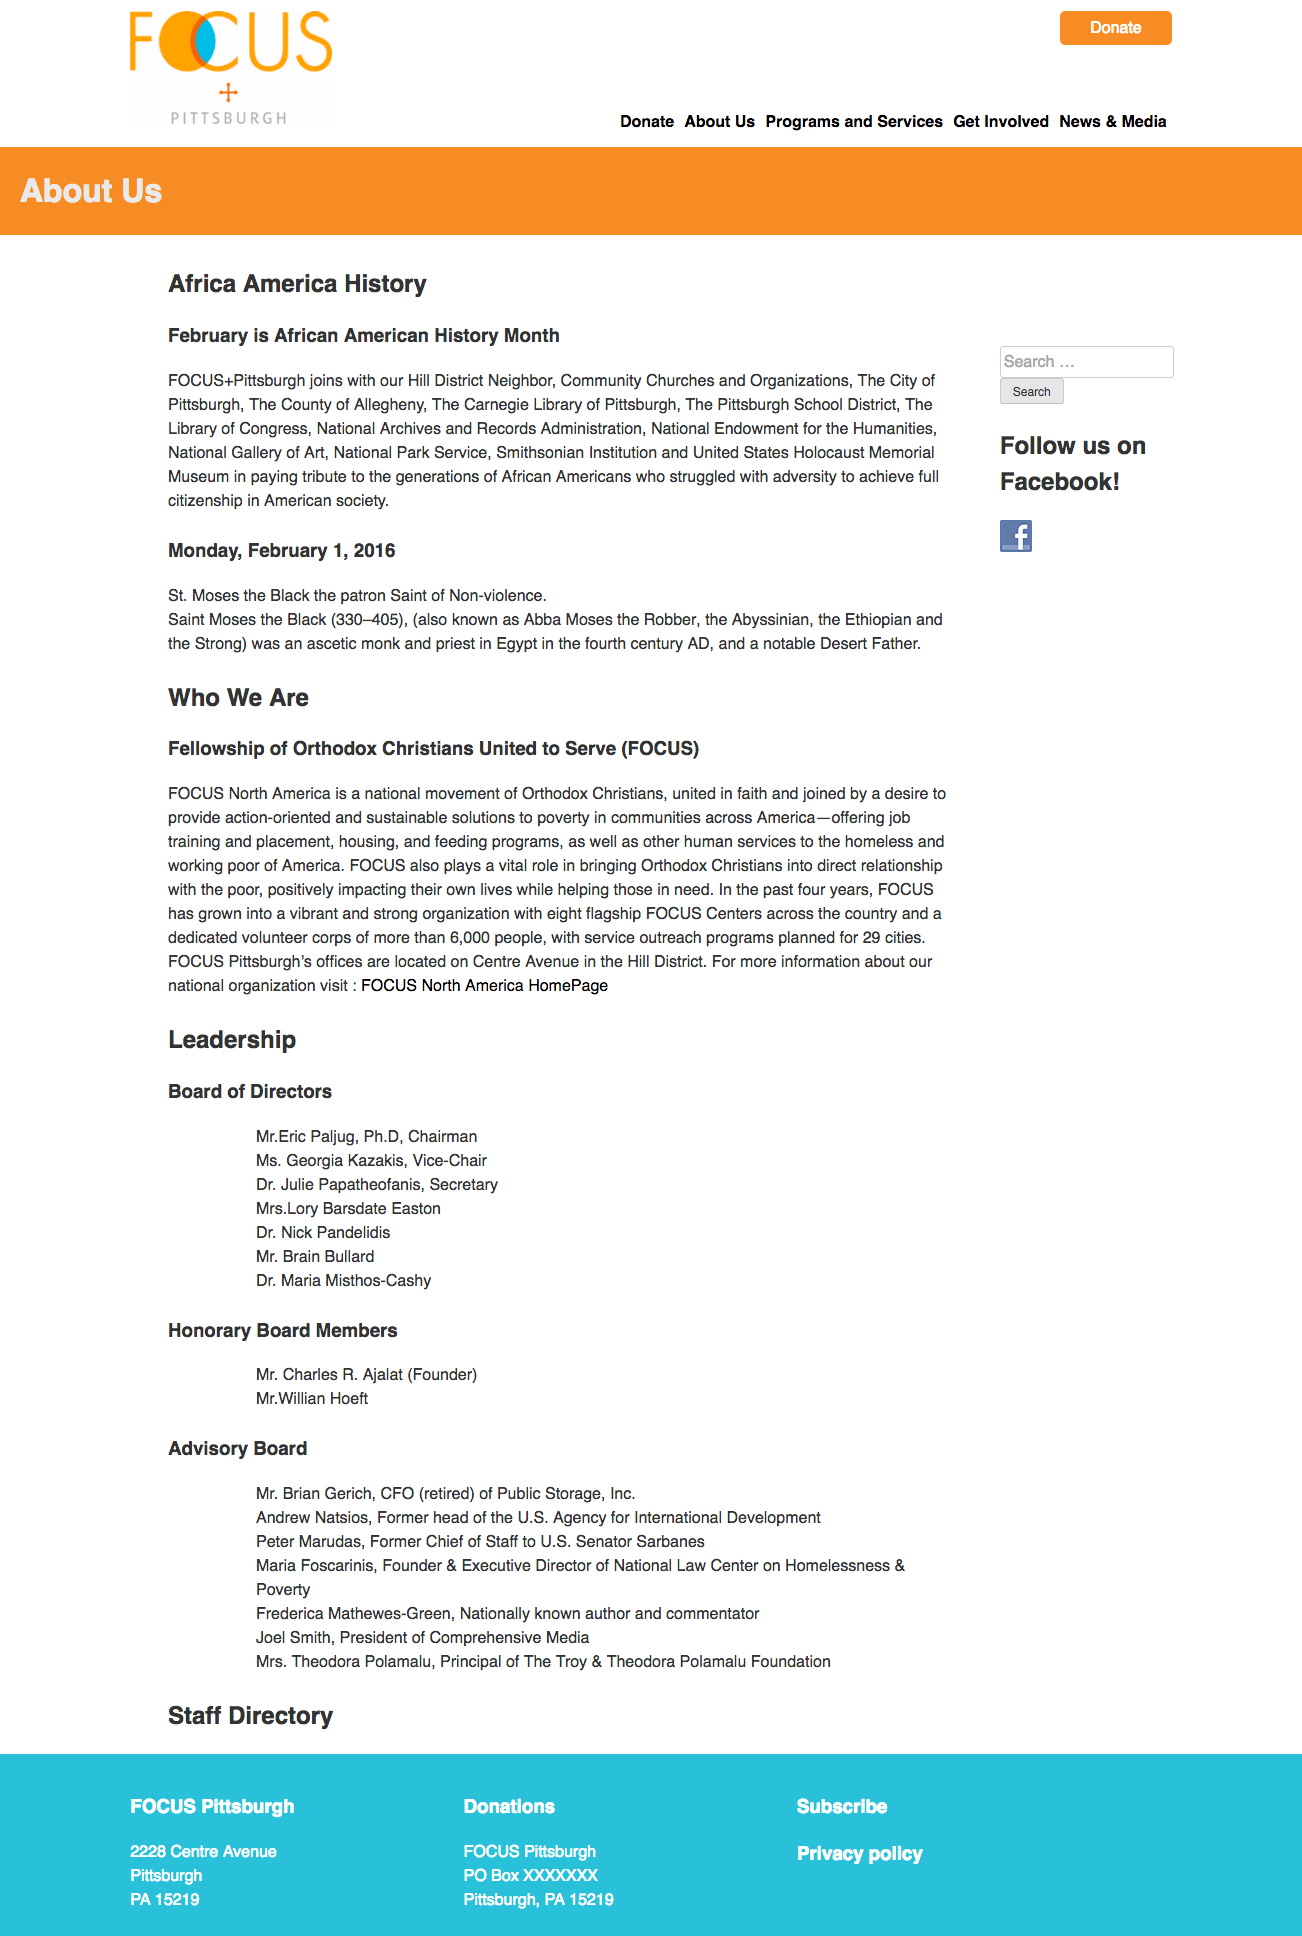 FOCUS
PITTSBURGH
Donate
Donate About Us Programs and Services Get Involved News & Media
About Us
Africa America History
February is African American History Month
FOCUS+Pittsburgh joins with our Hill District Neighbor, Community Churches and Organizations, The City of
Pittsburgh, The County of Allegheny, The Carnegie Library of Pittsburgh, The Pittsburgh School District, The
Library of Congress, National Archives and Records Administration, National Endowment for the Humanities,
National Gallery of Art, National Park Service, Smithsonian Institution and United States Holocaust Memorial
Museum in paying tribute to the generations of African Americans who struggled with adversity to achieve full
citizenship in American society.
Monday, February 1, 2016
St. Moses the Black the patron Saint of Non-violence.
Saint Moses the Black (330–405), (also known as Abba Moses the Robber, the Abyssinian, the Ethiopian and
the Strong) was an ascetic monk and priest in Egypt in the fourth century AD, and a notable Desert Father.
Who We Are
Fellowship of Orthodox Christians United to Serve (FOCUS)
FOCUS North America is a national movement of Orthodox Christians, united in faith and joined by a desire to
provide action-oriented and sustainable solutions to poverty in communities across America—offering job
training and placement, housing, and feeding programs, as well as other human services to the homeless and
working poor of America. FOCUS also plays a vital role in bringing Orthodox Christians into direct relationship
with the poor, positively impacting their own lives while helping those in need. In the past four years, FOCUS
has grown into a vibrant and strong organization with eight flagship FOCUS Centers across the country and a
dedicated volunteer corps of more than 6,000 people, with service outreach programs planned for 29 cities.
FOCUS Pittsburgh's offices are located on Centre Avenue in the Hill District. For more information about our
national organization visit : FOCUS North America HomePage
Leadership
Board of Directors
Mr.Eric Paljug, Ph.D, Chairman
Ms. Georgia Kazakis, Vice-Chair
Dr. Julie Papatheofanis, Secretary
Mrs.Lory Barsdate Easton
Dr. Nick Pandelidis
Mr. Brain Bullard
Dr. Maria Misthos-Cashy
Honorary Board Members
Mr. Charles R. Ajalat (Founder)
Mr.Willian Hoeft
Advisory Board
Mr. Brian Gerich, CFO (retired) of Public Storage, Inc.
Andrew Natsios, Former head of the U.S. Agency for International Development
Peter Marudas, Former Chief of Staff to U.S. Senator Sarbanes
Maria Foscarinis, Founder & Executive Director of National Law Center on Homelessness &
Poverty
Frederica Mathewes-Green, Nationally known author and commentator
Joel Smith, President of Comprehensive Media
Mrs. Theodora Polamalu, Principal of The Troy & Theodora Polamalu Foundation
Staff Directory
Search …
Search
Follow us on
Facebook!
f
FOCUS Pittsburgh
2228 Centre Avenue
Pittsburgh
PA 15219
Donations
FOCUS Pittsburgh
PO Box XXXXXXX
Pittsburgh, PA 15219
Subscribe
Privacy policy